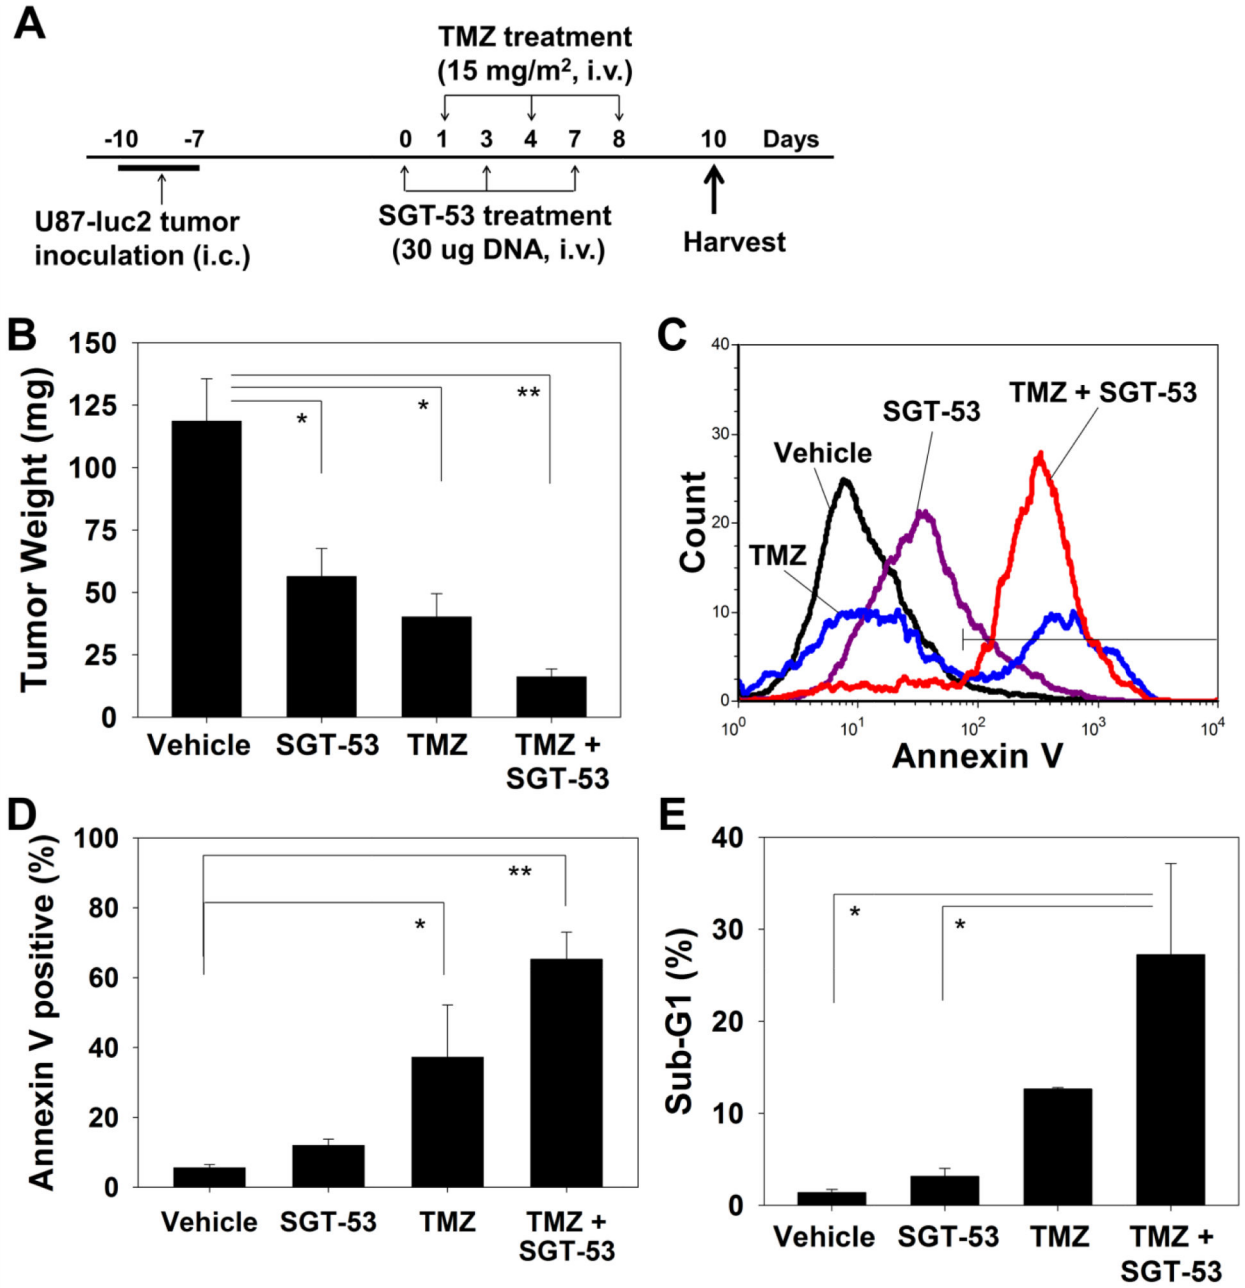 A
TMZ treatment
(15 mg/m², i.v.)
-10 -7 0 1 3 4 7 8 10 Days
U87-luc2 tumor
inoculation (i.c.)
SGT-53 treatment
(30 ug DNA, i.v.)
Harvest
B
Tumor Weight (mg)
150
125
100
75
50
25
0
* * **
Vehicle SGT-53 TMZ TMZ +
SGT-53
C
Count
40
30
20
10
0
Vehicle
SGT-53
TMZ + SGT-53
TMZ
10⁰ 10¹ 10² 10³ 10⁴
Annexin V
D
Annexin V positive (%)
100
80
60
40
20
0
**
*
Vehicle SGT-53 TMZ TMZ +
SGT-53
E
Sub-G1 (%)
40
30
20
10
0
* *
Vehicle SGT-53 TMZ TMZ +
SGT-53